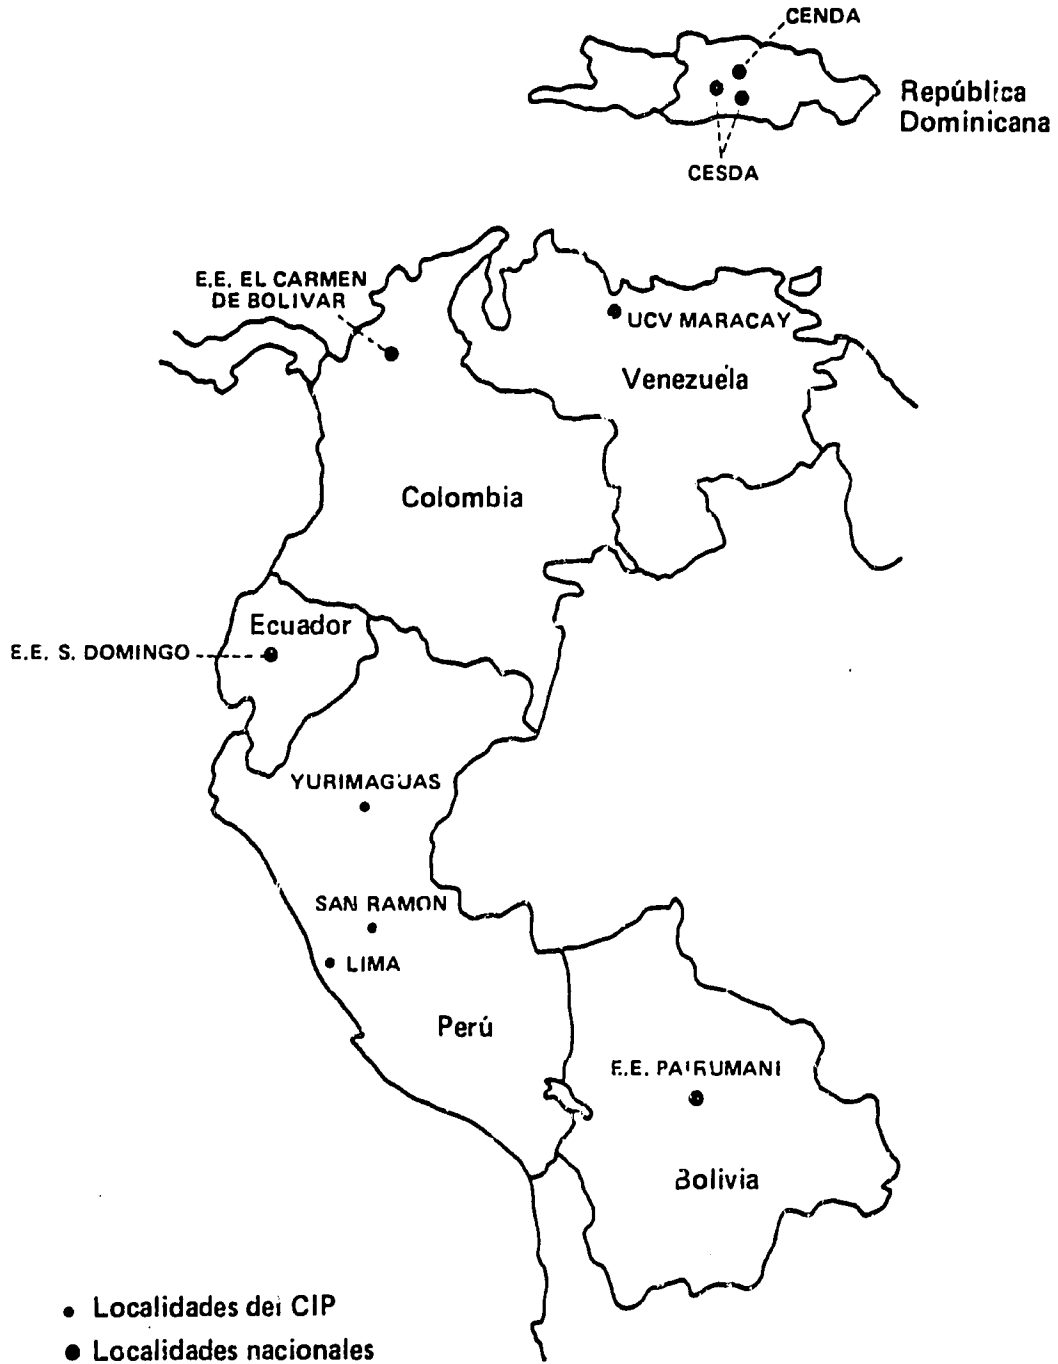 CENDA
República
Dominicana
CESDA
E.E. EL CARMEN
DE BOLIVAR
UCV MARACAY
Venezuela
Colombia
Ecuador
E.E. S. DOMINGO
YURIMAGUAS
SAN RAMON
LIMA
Perú
E.E. PAIRUMANI
Bolivia
Localidades del CIP
Localidades nacionales